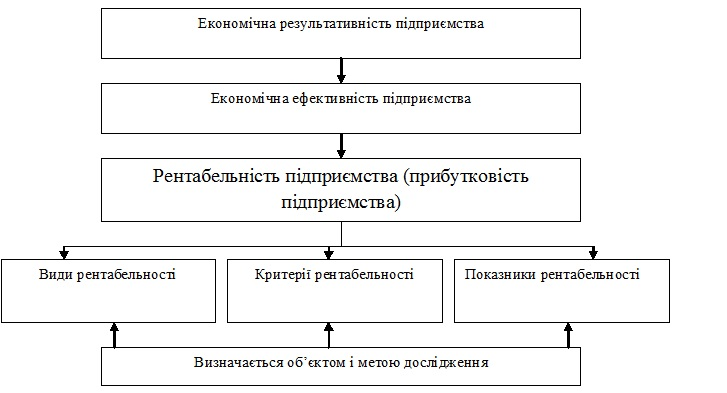 Економічна результативність підприємства
Економічна ефективність підприємства
Рентабельність підприємства (прибутковість
підприємства)
Види рентабельності
Критерії рентабельності
Показники рентабельності
Визначається об’єктом і метою дослідження